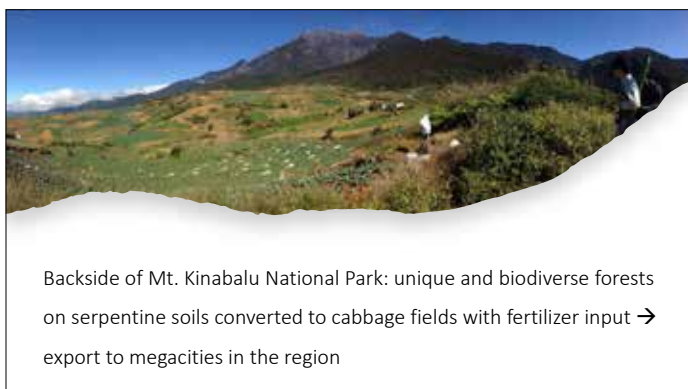 Backside of Mt. Kinabalu National Park: unique and biodiverse forests
on serpentine soils converted to cabbage fields with fertilizer input →
export to megacities in the region